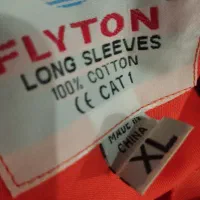 FLYTON
LONG SLEEVES
100% COTTON
CE CAT 1
MADE IN
CHINA
XL